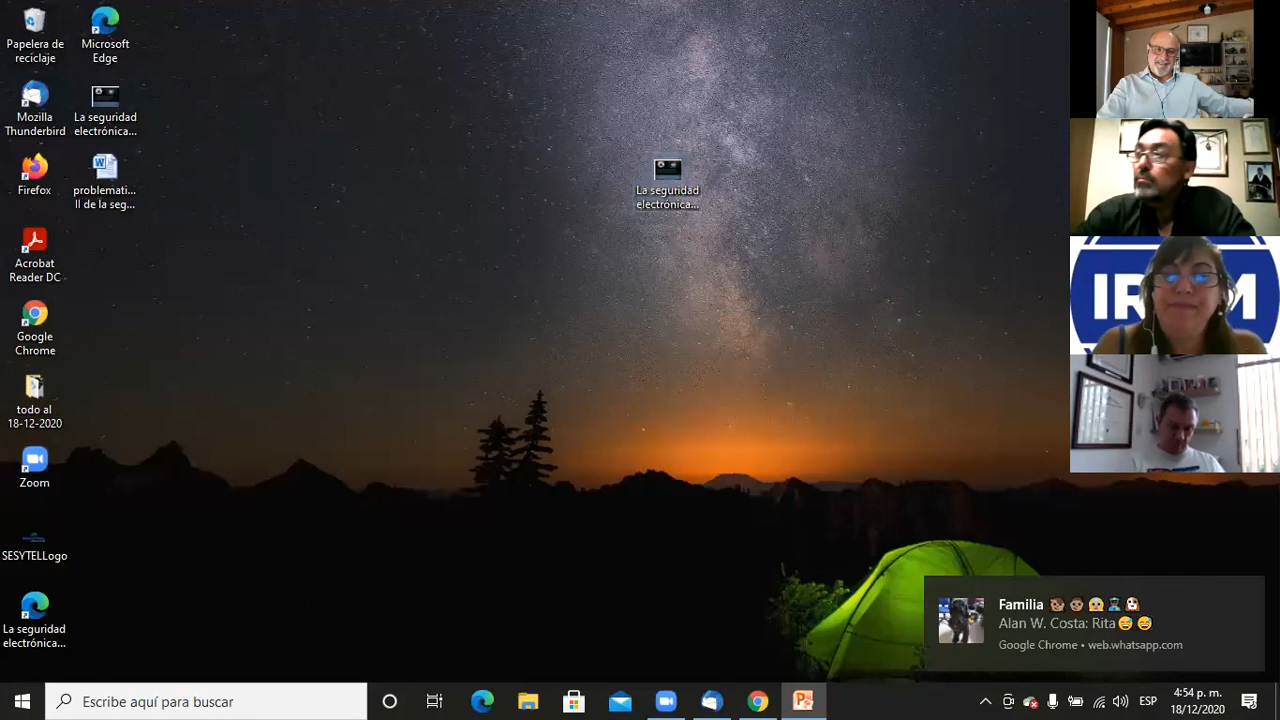 Papelera de
reciclaje
Microsoft
Edge
Mozilla
Thunderbird
La seguridad
electrónica...
Firefox
problemati...
II de la seg...
Acrobat
Reader DC
Google
Chrome
todo al
18-12-2020
Zoom
SESYTELLogo
La seguridad
electrónica...
La seguridad
electrónica...
Familia
Alan W. Costa: Rita😅 😅
Google Chrome • web.whatsapp.com
Escribe aquí para buscar
ESP
4:54 p. m.
18/12/2020